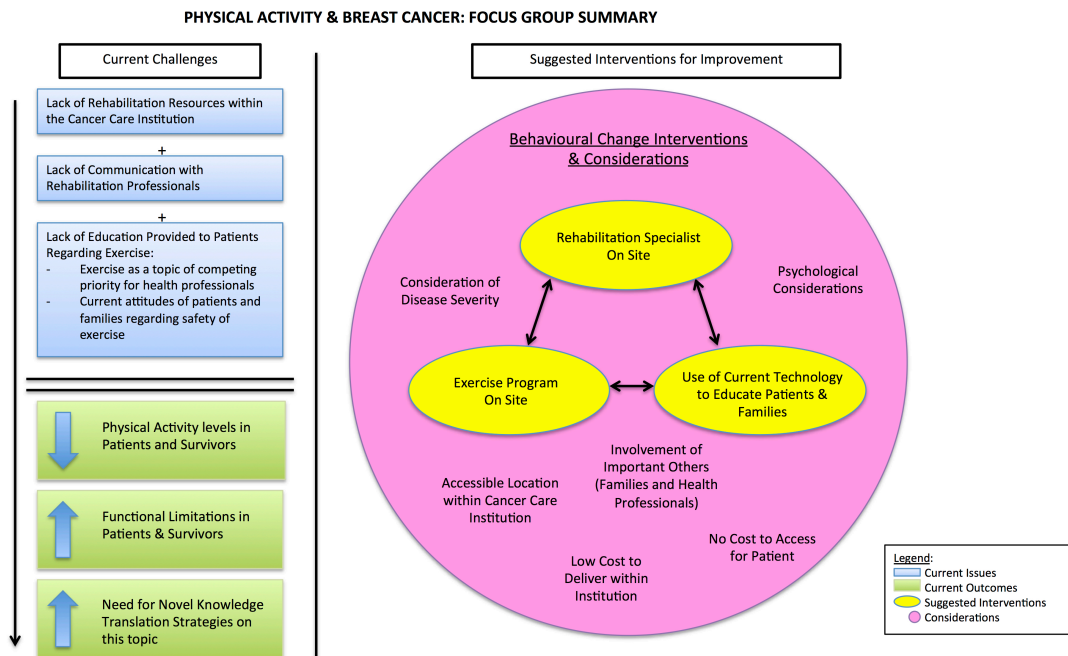 PHYSICAL ACTIVITY & BREAST CANCER: FOCUS GROUP SUMMARY
Current Challenges
Lack of Rehabilitation Resources within
the Cancer Care Institution
+
Lack of Communication with
Rehabilitation Professionals
+
Lack of Education Provided to Patients
Regarding Exercise:
- Exercise as a topic of competing
priority for health professionals
- Current attitudes of patients and
families regarding safety of
exercise
Physical Activity levels in
Patients and Survivors
Functional Limitations in
Patients & Survivors
Need for Novel Knowledge
Translation Strategies on
this topic
Suggested Interventions for Improvement
Behavioural Change Interventions
& Considerations
Rehabilitation Specialist
On Site
Consideration of
Disease Severity
Psychological
Considerations
Exercise Program
On Site
Use of Current Technology
to Educate Patients &
Families
Involvement of
Important Others
(Families and Health
Professionals)
Accessible Location
within Cancer Care
Institution
No Cost to Access
for Patient
Low Cost to
Deliver within
Institution
Legend:
Current Issues
Current Outcomes
Suggested Interventions
Considerations